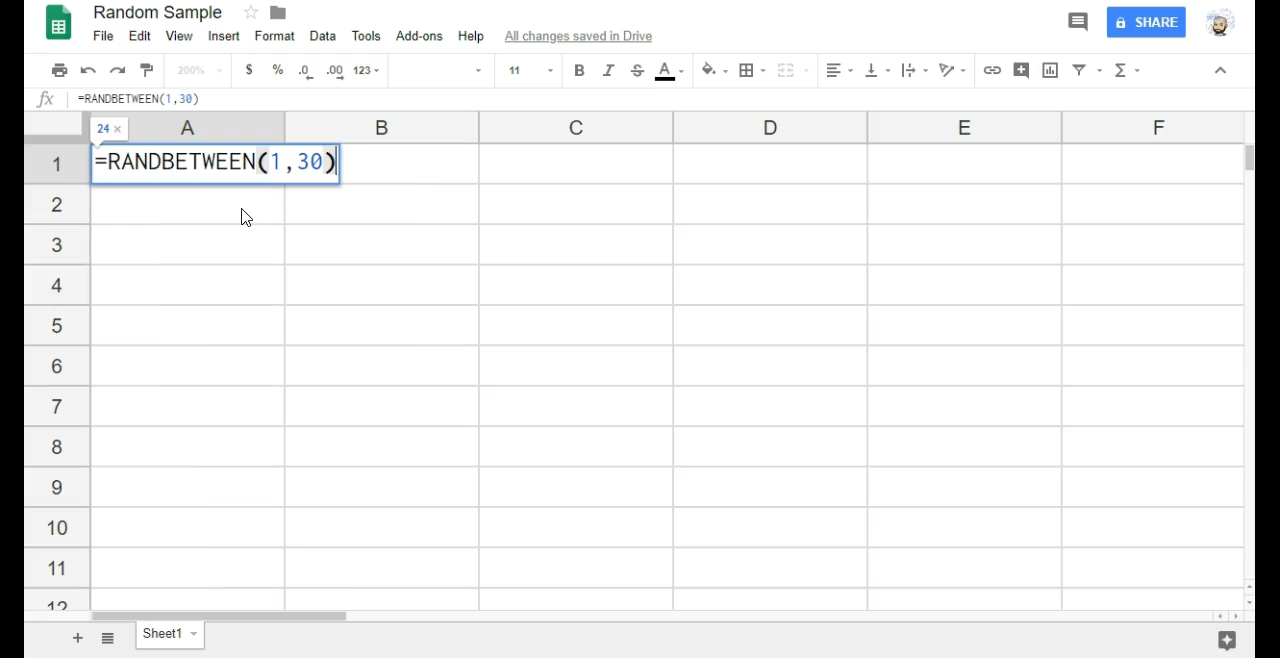 Random Sample
File Edit View Insert Format Data Tools Add-ons Help All changes saved in Drive
SHARE
200% $ % .0 .00 123 11 B I S A Σ
fx =RANDBETWEEN(1,30)
24 ×
A B C D E F
1 =RANDBETWEEN(1,30)
2
3
4
5
6
7
8
9
10
11
12
+ Sheet1